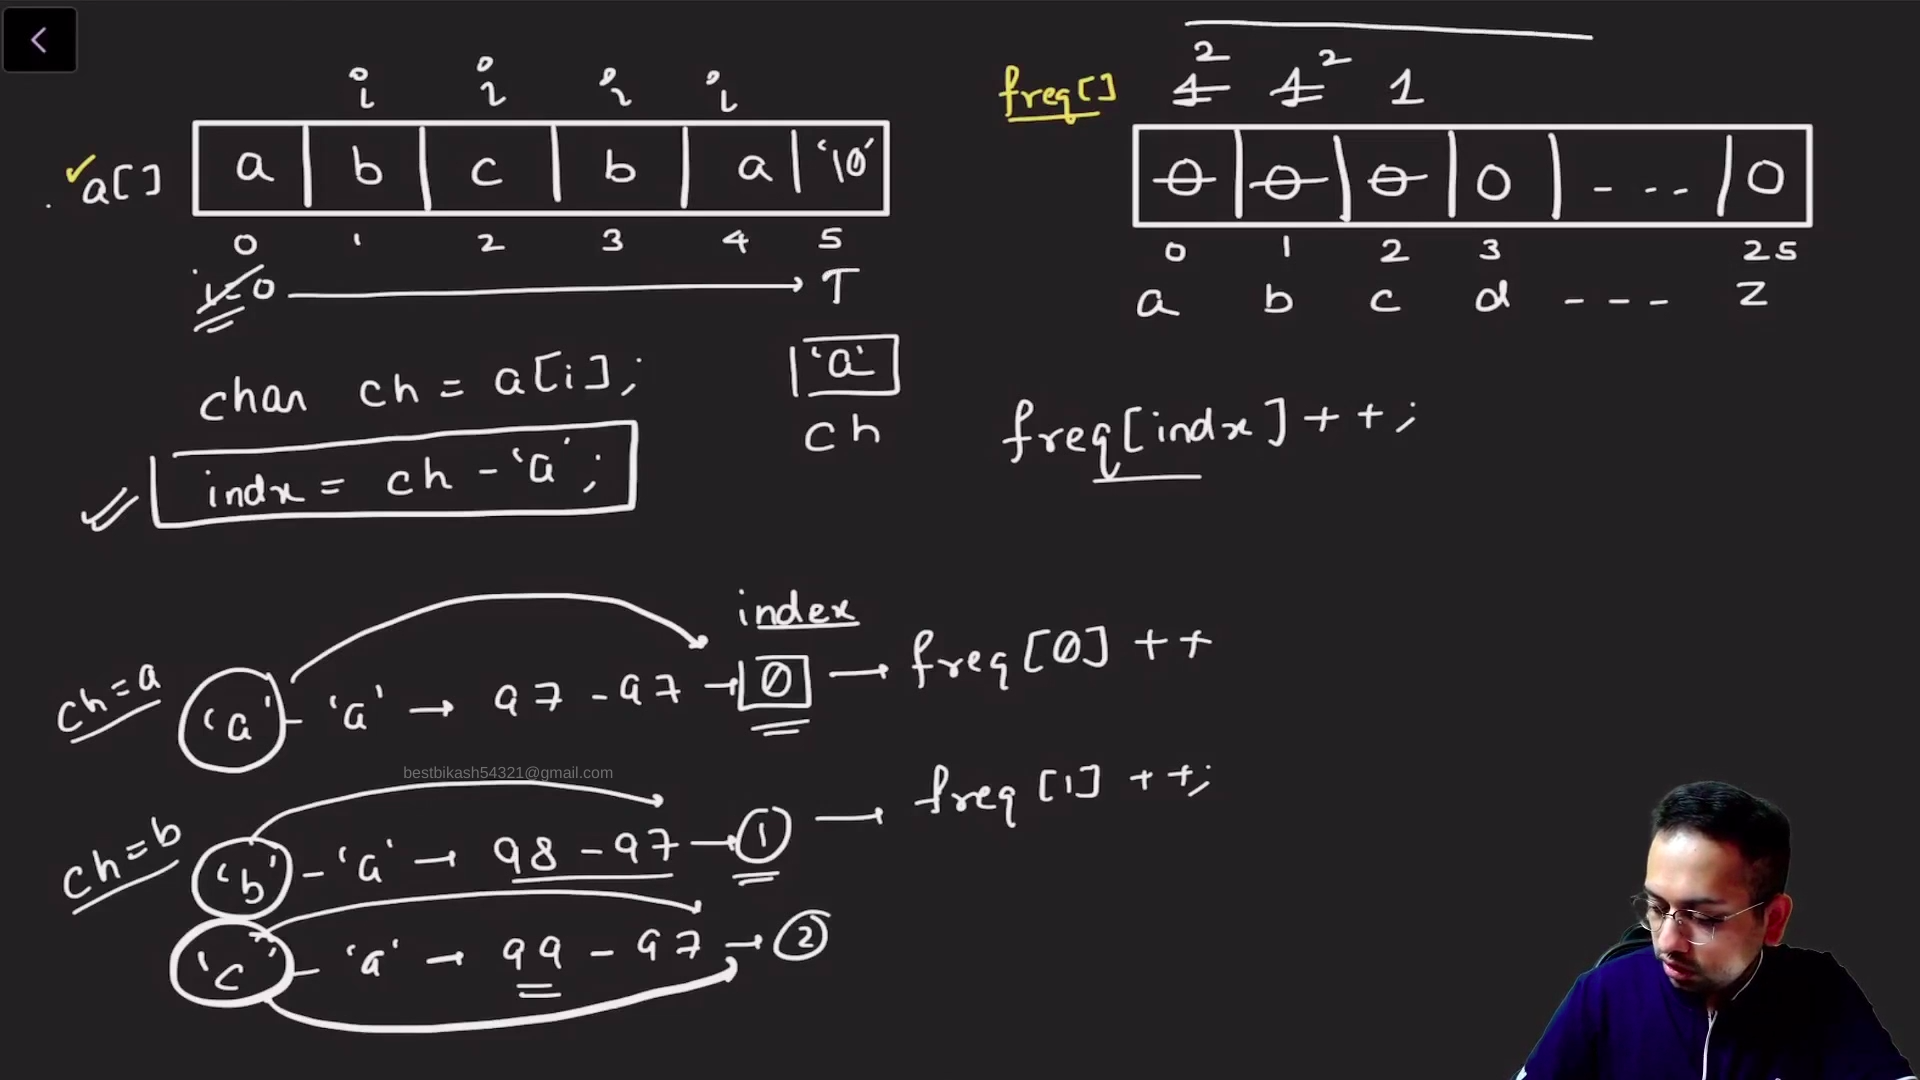 i i i i
a[] a b c b a '\0'
0 1 2 3 4 5
i=0 T
char ch = a[i]; 'a'
ch
indx = ch - 'a';
2 2
freq[] 1 1 1
0 0 0 0 - - - 0
0 1 2 3 25
a b c d - - - z
freq[indx]++;
index
ch=a 'a' - 'a' → 97 - 97 → 0 → freq[0]++
bestbikash54321@gmail.com
ch=b 'b' - 'a' → 98 - 97 → 1 → freq[1]++;
'c' - 'a' → 99 - 97 → 2